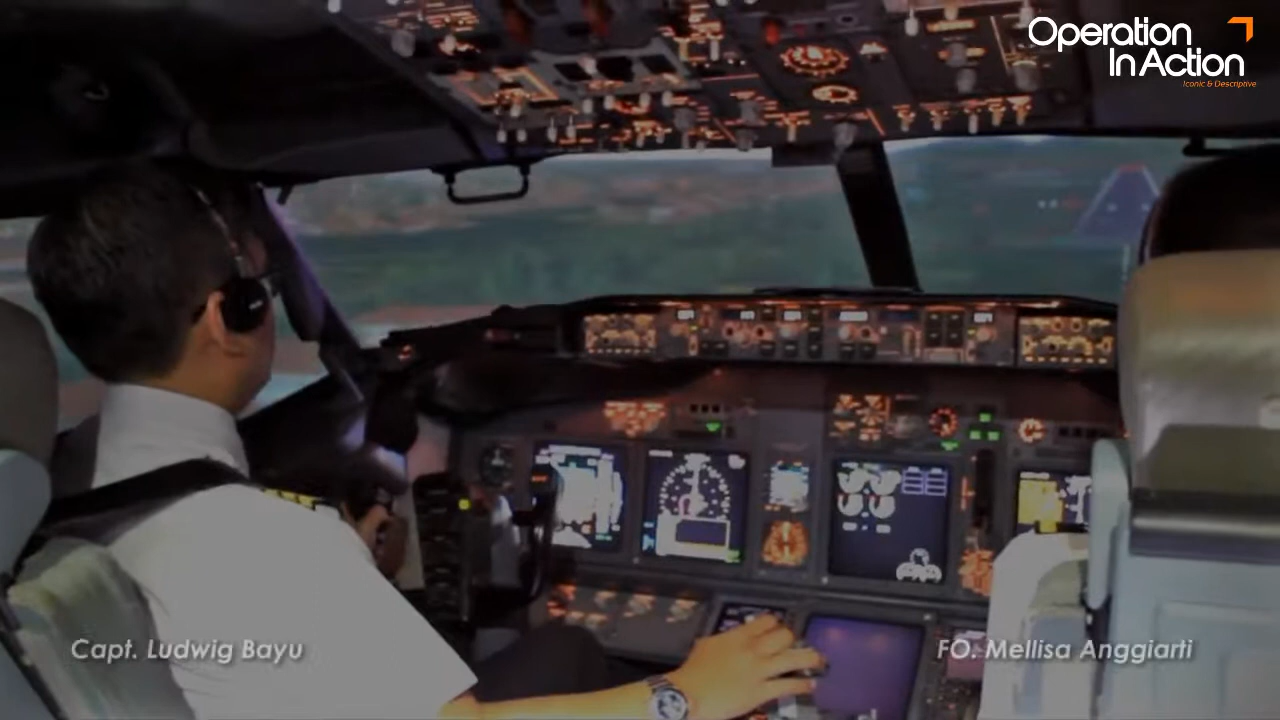 Operation
In Action
Iconic & Descriptive
Capt. Ludwig Bayu
FO. Mellisa Anggiarti